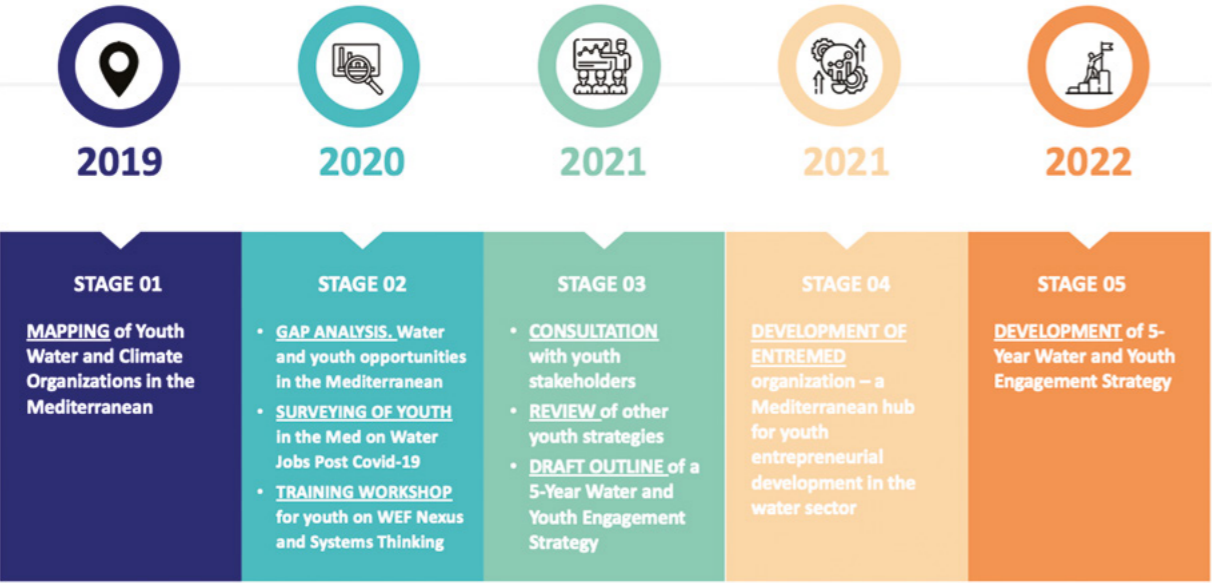 2019
2020
2021
2021
2022
STAGE 01
MAPPING of Youth
Water and Climate
Organizations in the
Mediterranean
STAGE 02
• GAP ANALYSIS. Water
and youth opportunities
in the Mediterranean
• SURVEYING OF YOUTH
in the Med on Water
Jobs Post Covid-19
• TRAINING WORKSHOP
for youth on WEF Nexus
and Systems Thinking
STAGE 03
• CONSULTATION
with youth
stakeholders
• REVIEW of other
youth strategies
• DRAFT OUTLINE of a
5-Year Water and
Youth Engagement
Strategy
STAGE 04
DEVELOPMENT OF
ENTREMED
organization – a
Mediterranean hub
for youth
entrepreneurial
development in the
water sector
STAGE 05
DEVELOPMENT of 5-
Year Water and Youth
Engagement Strategy